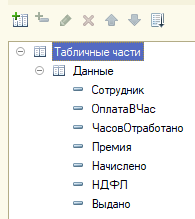 Табличные части
Данные
Сотрудник
ОплатаВЧас
ЧасовОтработано
Премия
Начислено
НДФЛ
Выдано